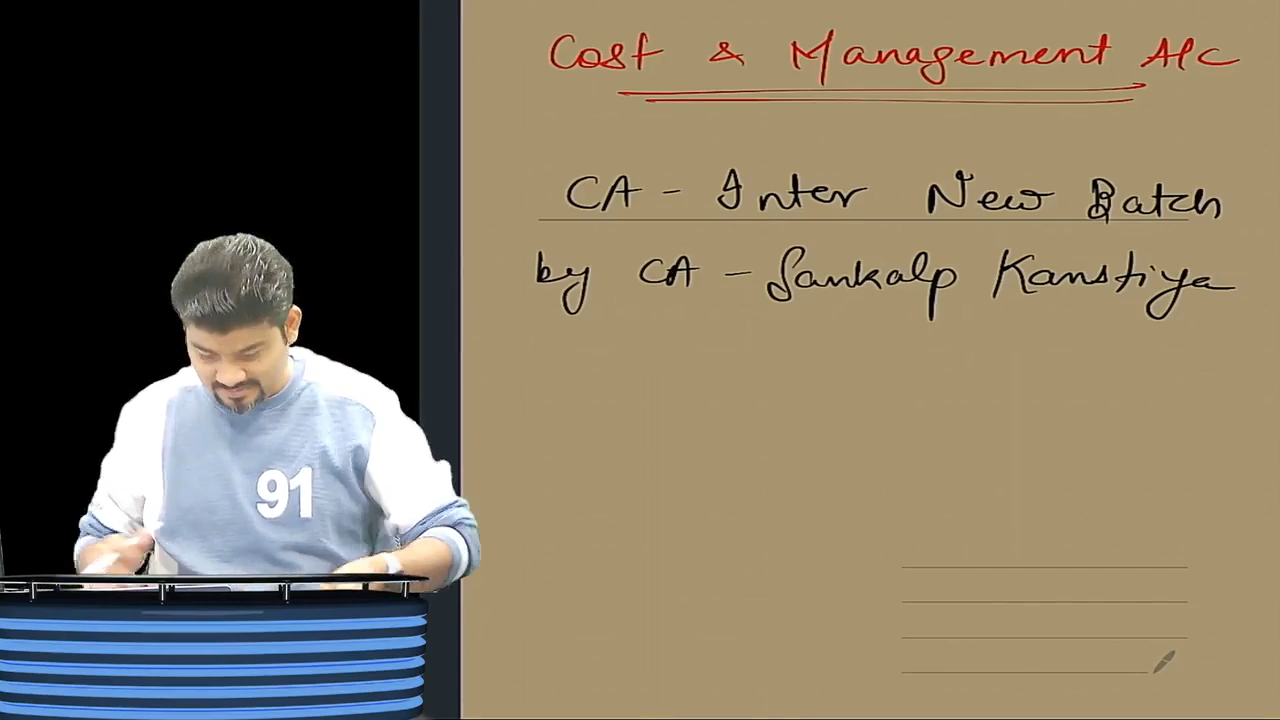 Cost & Management A/c
CA - Inter New Batch
by CA - Sankalp Kanstiya
91